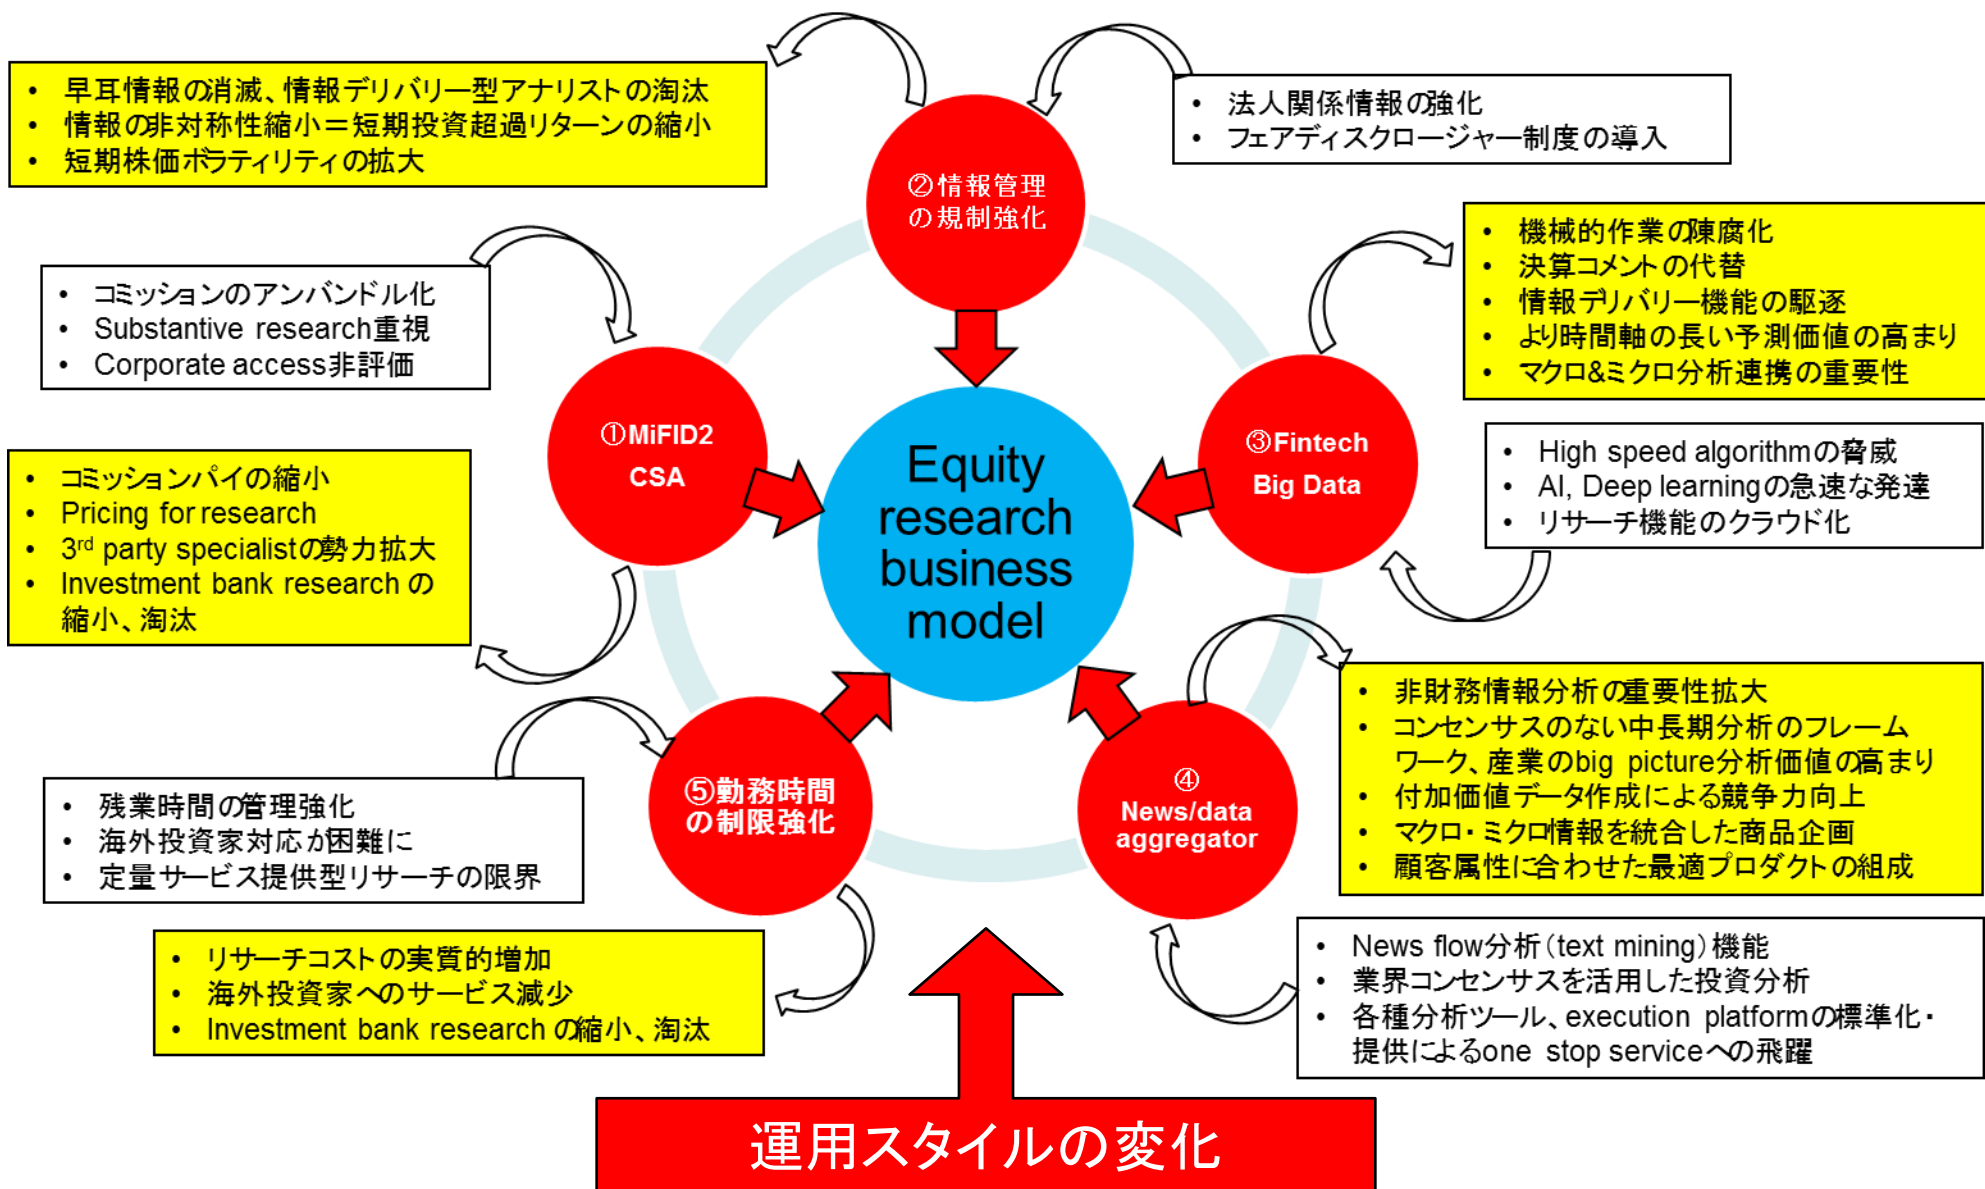 • 早耳情報の消滅、情報デリバリー型アナリストの淘汰
• 情報の非対称性縮小＝短期投資超過リターンの縮小
• 短期株価ボラティリティの拡大
• 法人関係情報の強化
• フェアディスクロージャー制度の導入
②情報管理
の規制強化
• 機械的作業の陳腐化
• 決算コメントの代替
• 情報デリバリー機能の駆逐
• より時間軸の長い予測価値の高まり
• マクロ&ミクロ分析連携の重要性
• コミッションのアンバンドル化
• Substantive research重視
• Corporate access非評価
①MiFID2
CSA
③Fintech
Big Data
• High speed algorithmの脅威
• AI, Deep learningの急速な発達
• リサーチ機能のクラウド化
• コミッションパイの縮小
• Pricing for research
• 3rd party specialistの勢力拡大
• Investment bank research の
縮小、淘汰
Equity
research
business
model
• 非財務情報分析の重要性拡大
• コンセンサスのない中長期分析のフレーム
ワーク、産業のbig picture分析価値の高まり
• 付加価値データ作成による競争力向上
• マクロ・ミクロ情報を統合した商品企画
• 顧客属性に合わせた最適プロダクトの組成
• 残業時間の管理強化
• 海外投資家対応が困難に
• 定量サービス提供型リサーチの限界
⑤勤務時間
の制限強化
④
News/data
aggregator
• リサーチコストの実質的増加
• 海外投資家へのサービス減少
• Investment bank research の縮小、淘汰
• News flow分析（text mining）機能
• 業界コンセンサスを活用した投資分析
• 各種分析ツール、execution platformの標準化・
提供によるone stop serviceへの飛躍
運用スタイルの変化